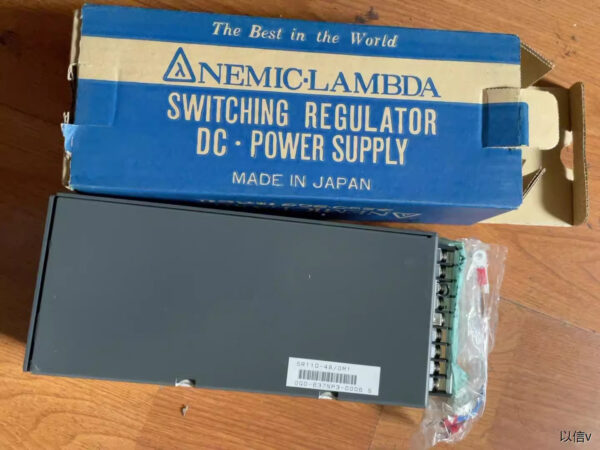 The Best in the World
NEMIC-LAMBDA
SWITCHING REGULATOR
DC · POWER SUPPLY
MADE IN JAPAN
以信v